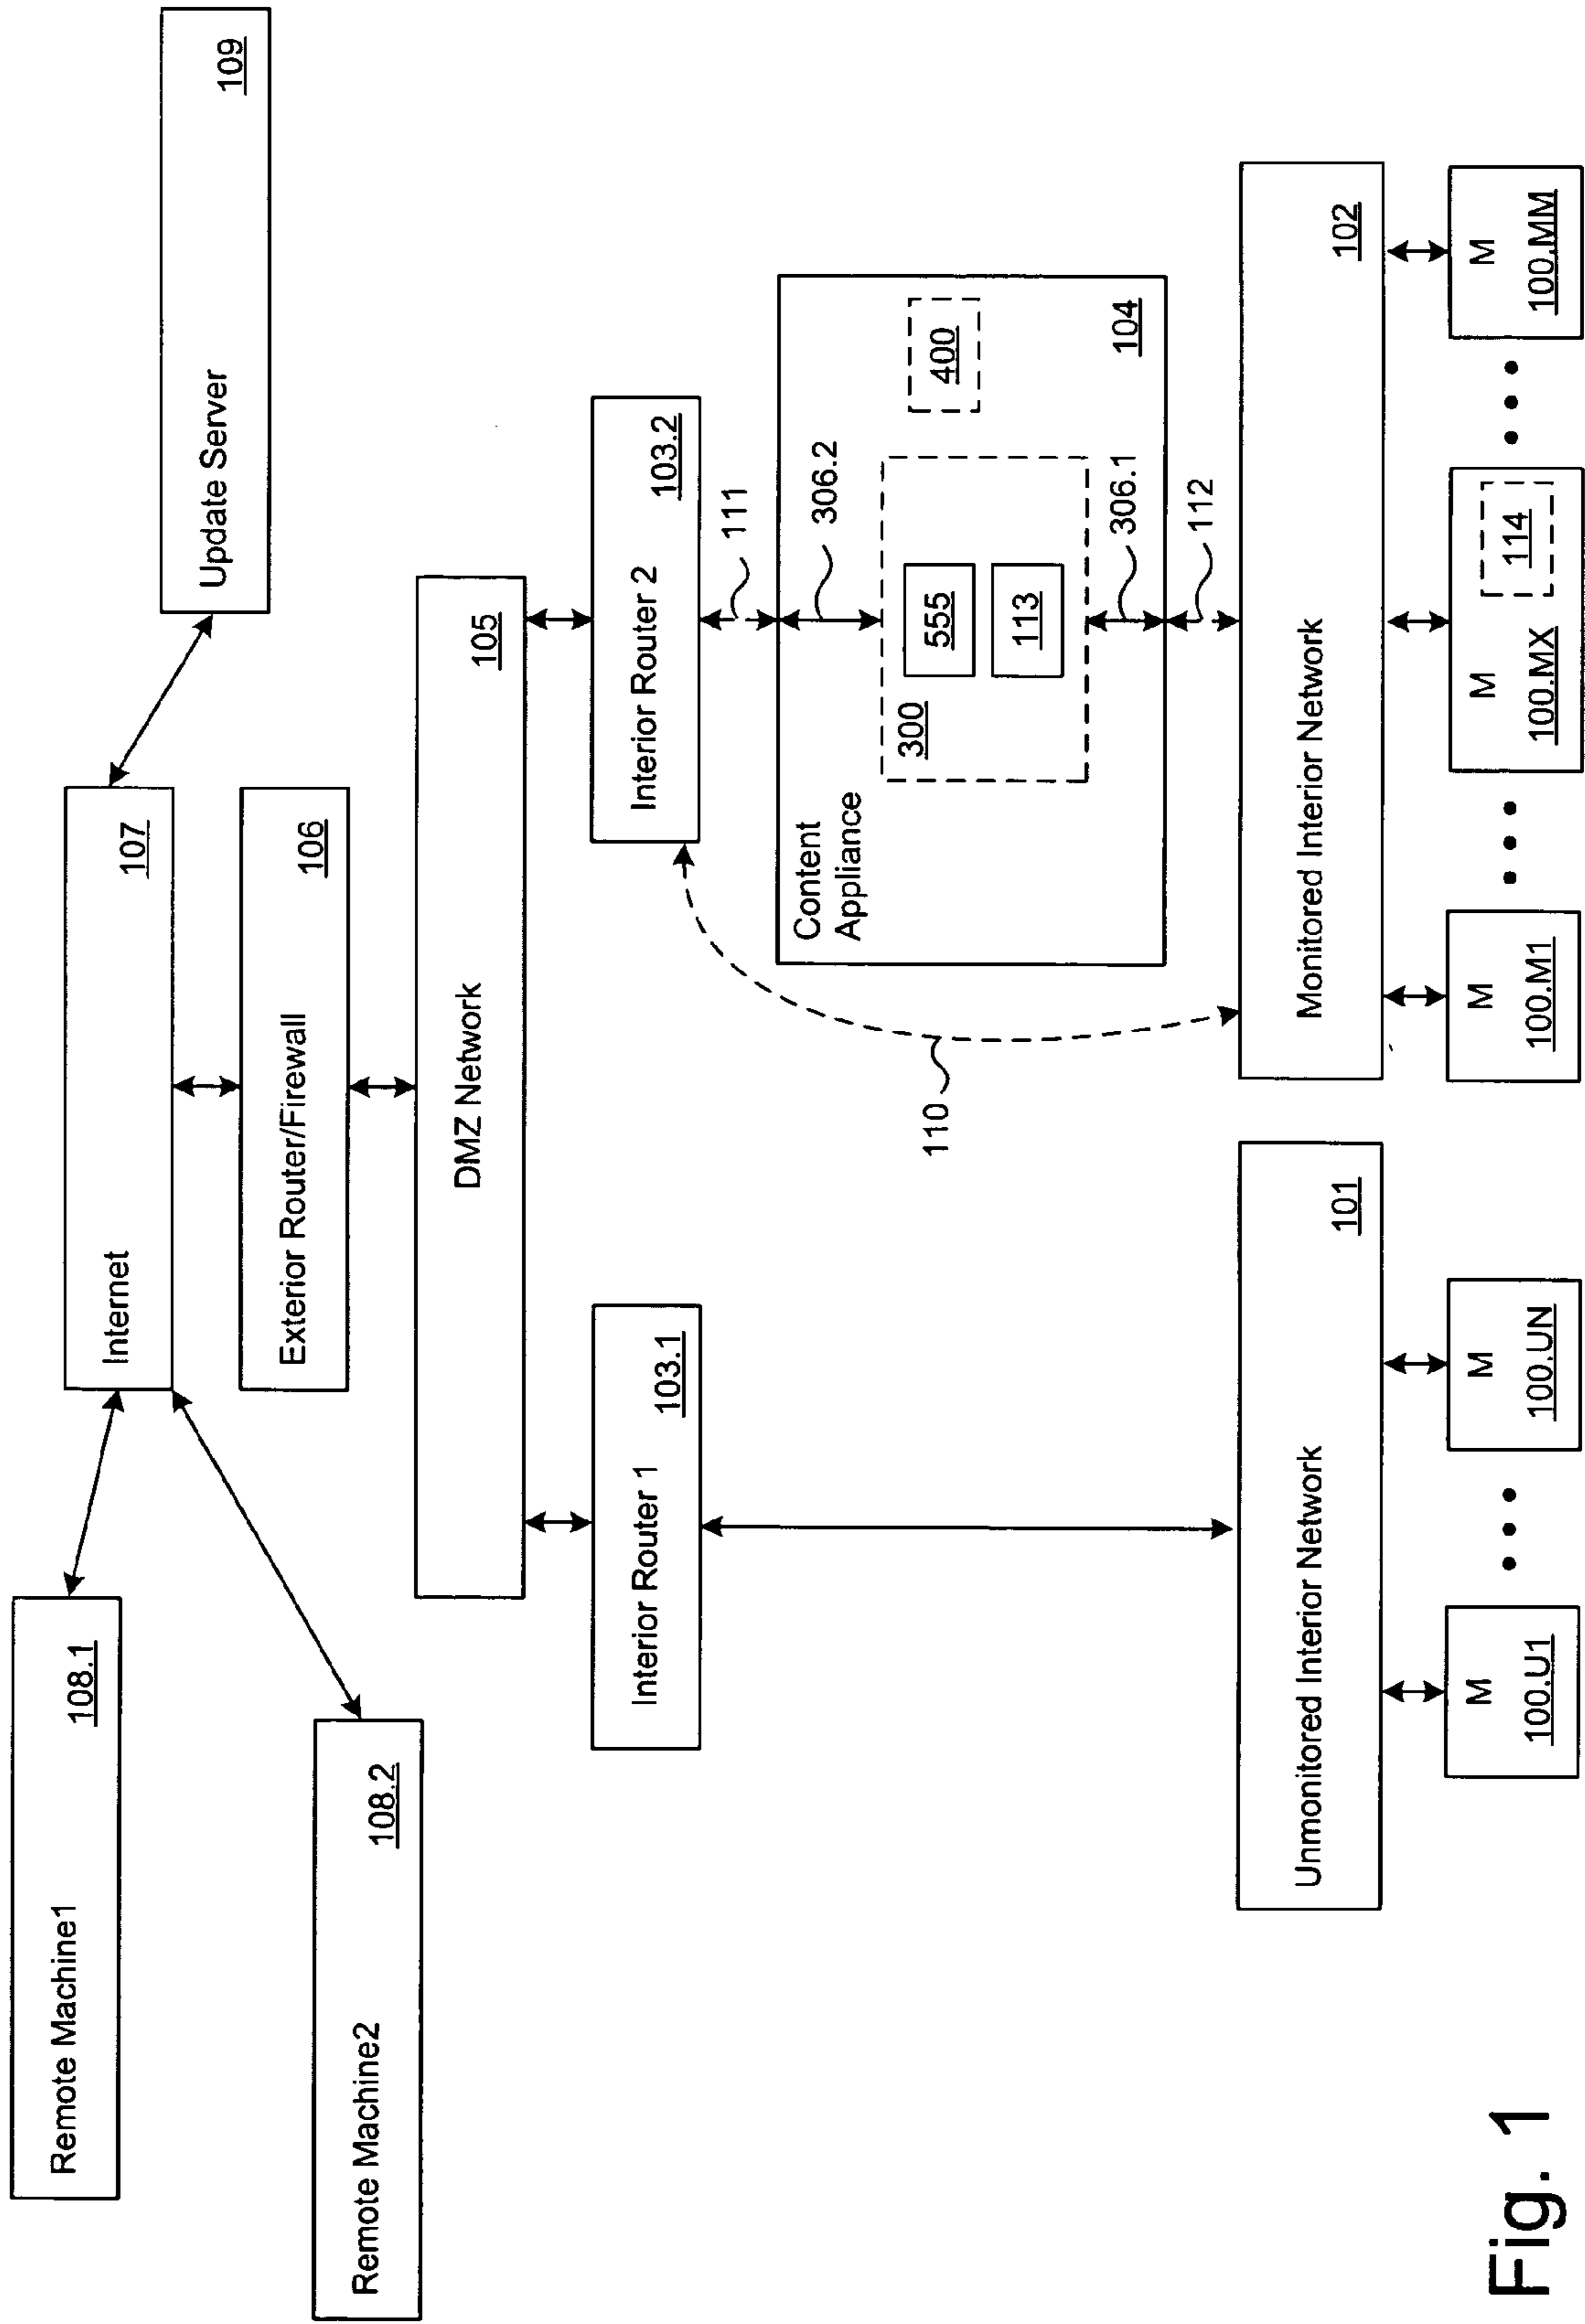 Remote Machine1
108.1
Internet
107
Update Server
109
Remote Machine2
108.2
Exterior Router/Firewall
106
DMZ Network
105
Interior Router 1
103.1
Interior Router 2
103.2
111
Content
Appliance
306.2
300
555
113
400
104
306.1
110
112
Unmonitored Interior Network
101
Monitored Interior Network
102
M
100.U1
M
100.UN
M
100.M1
M
100.MX
114
M
100.MM
Fig. 1